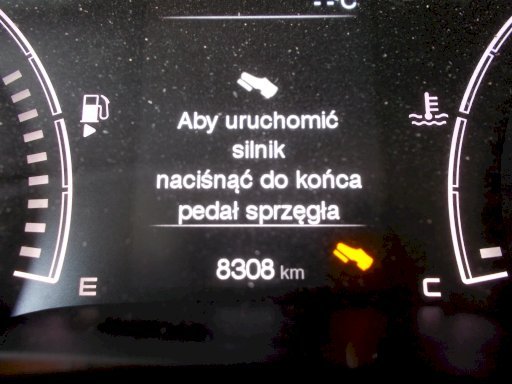 --C
Aby uruchomić
silnik
nacisnąć do końca
pedał sprzęgła
8308 km
E
C